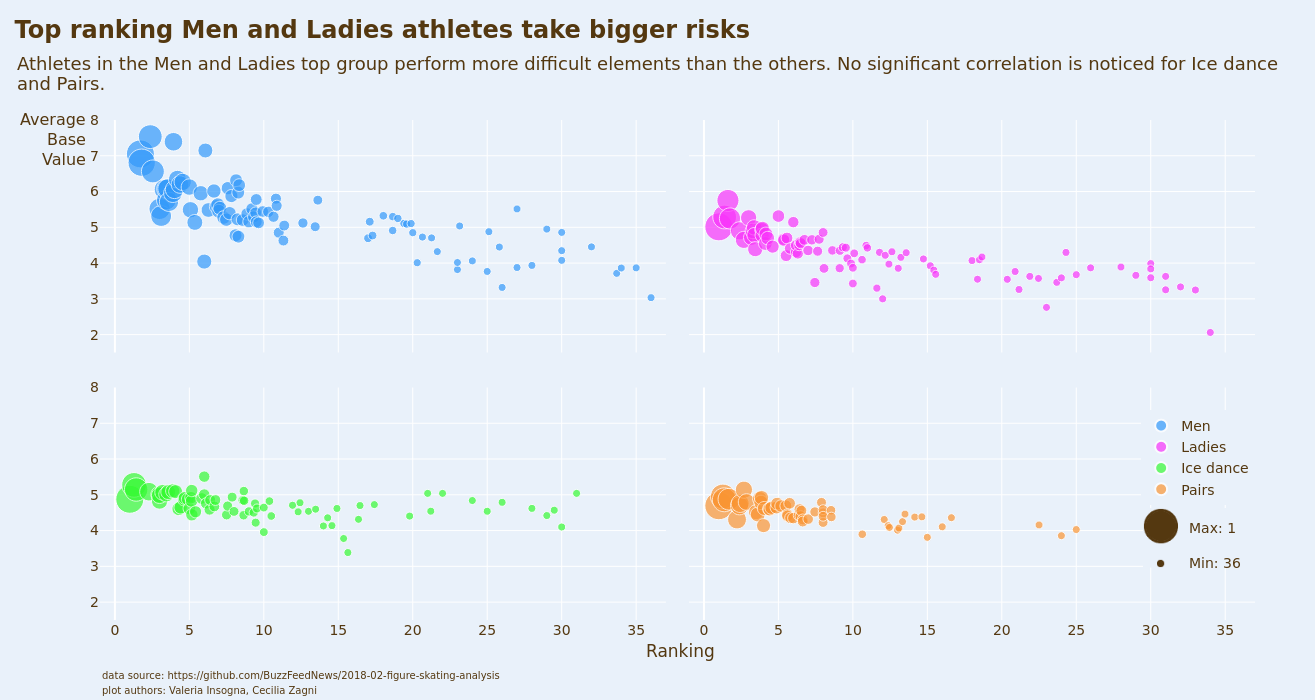 Top ranking Men and Ladies athletes take bigger risks
Athletes in the Men and Ladies top group perform more difficult elements than the others. No significant correlation is noticed for Ice dance
and Pairs.
Average
Base
Value
8
7
6
5
4
3
2
8
7
6
5
4
3
2
Men
Ladies
Ice dance
Pairs
Max: 1
Min: 36
0 5 10 15 20 25 30 35
0 5 10 15 20 25 30 35
Ranking
data source: https://github.com/BuzzFeedNews/2018-02-figure-skating-analysis
plot authors: Valeria Insogna, Cecilia Zagni